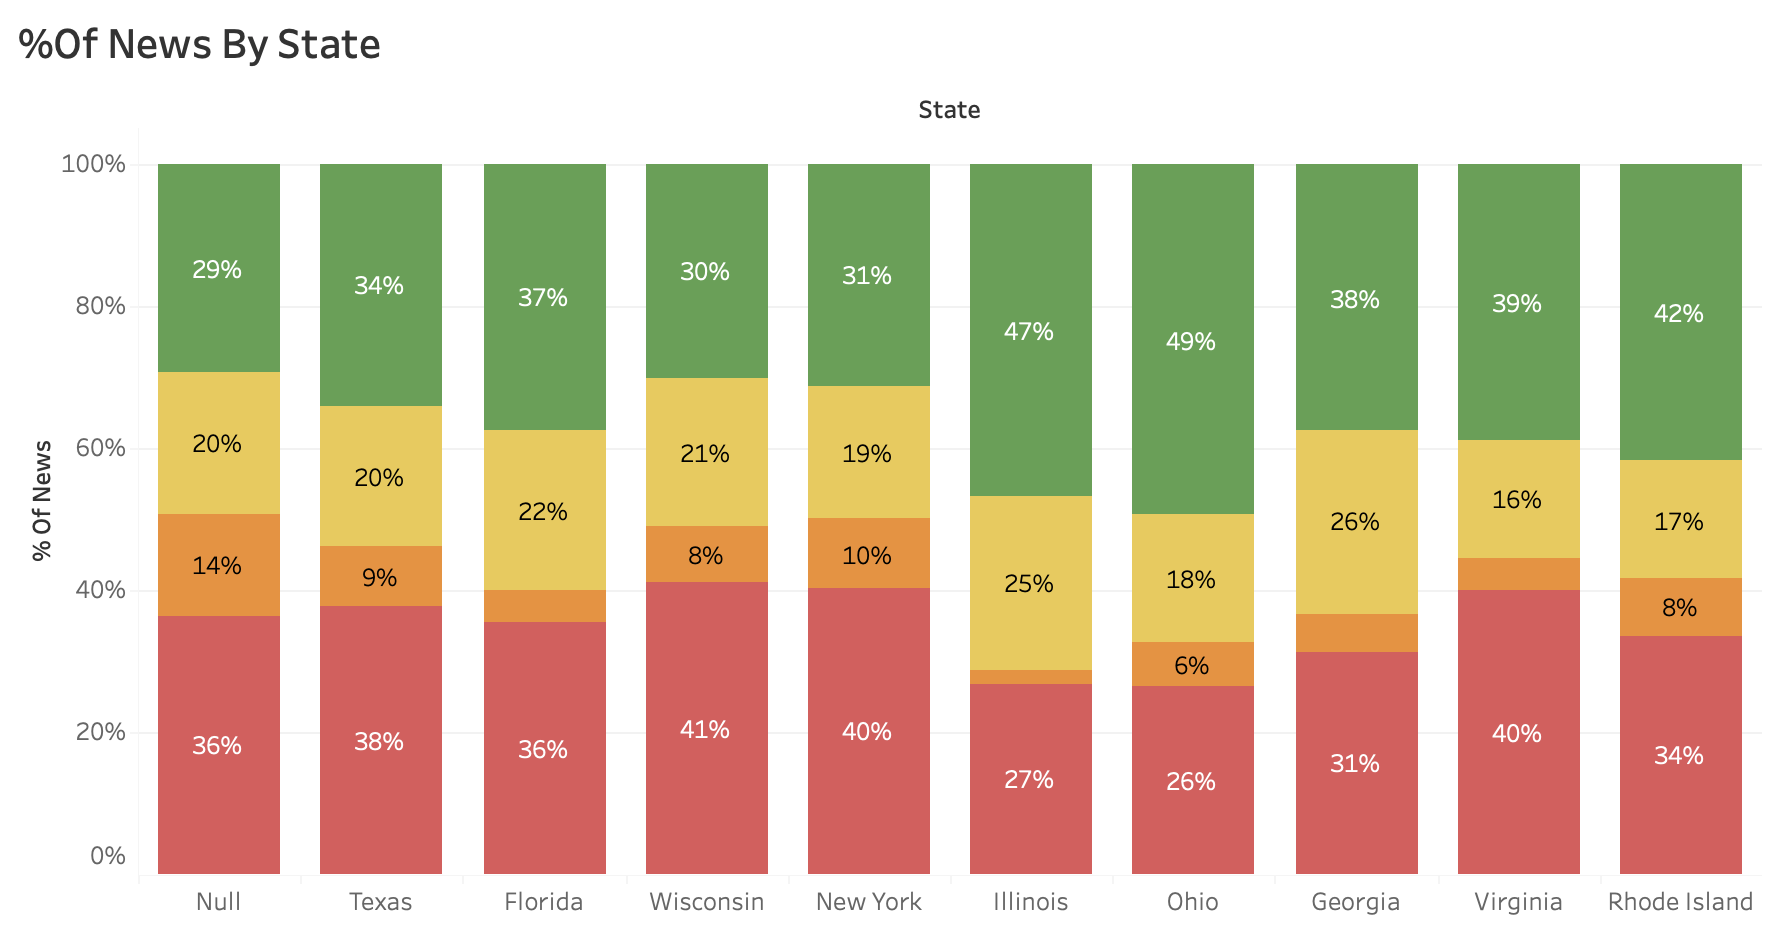 %Of News By State
State
100%
80%
60%
40%
20%
0%
% Of News
29% 34% 37% 30% 31% 47% 49% 38% 39% 42%
20% 20% 22% 21% 19% 25% 18% 26% 16% 17%
14% 9% 8% 10% 6% 8%
36% 38% 36% 41% 40% 27% 26% 31% 40% 34%
Null Texas Florida Wisconsin New York Illinois Ohio Georgia Virginia Rhode Island